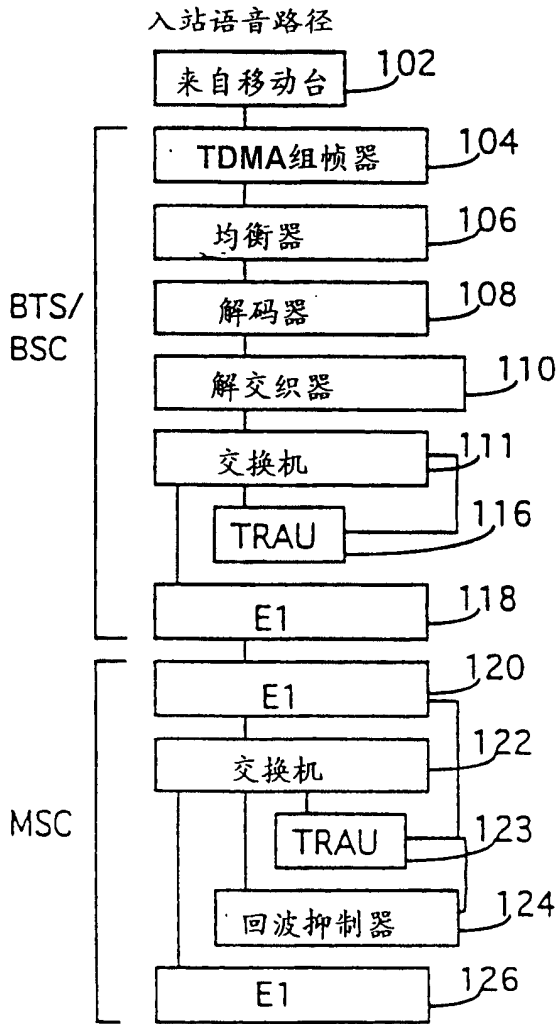 入站语音路径
来自移动台
102
TDMA组帧器
104
均衡器
106
BTS/
BSC
解码器
108
解交织器
110
交换机
111
TRAU
116
E1
118
E1
120
交换机
122
MSC
TRAU
123
回波抑制器
124
E1
126